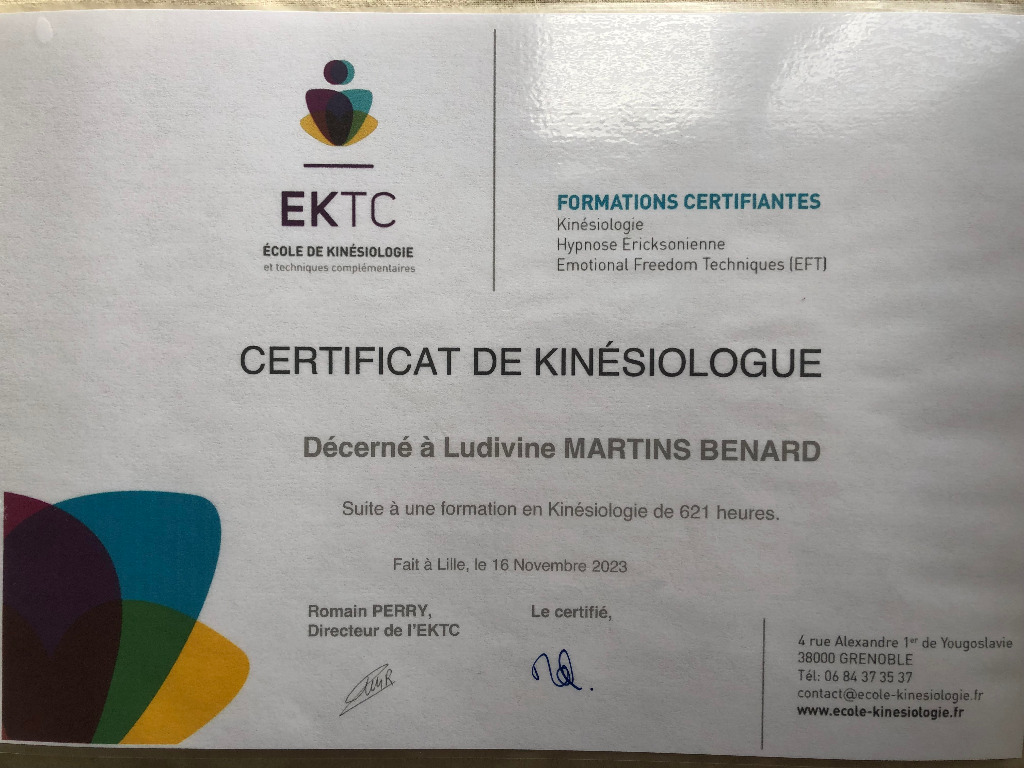 EKTC
ÉCOLE DE KINÉSIOLOGIE
et techniques complémentaires
FORMATIONS CERTIFIANTES
Kinésiologie
Hypnose Ericksonienne
Emotional Freedom Techniques (EFT)
CERTIFICAT DE KINÉSIOLOGUE
Décerné à Ludivine MARTINS BENARD
Suite à une formation en Kinésiologie de 621 heures.
Fait à Lille, le 16 Novembre 2023
Romain PERRY,
Directeur de l'EKTC
Le certifié,
4 rue Alexandre 1er de Yougoslavie
38000 GRENOBLE
Tél: 06 84 37 35 37
contact@ecole-kinesiologie.fr
www.ecole-kinesiologie.fr